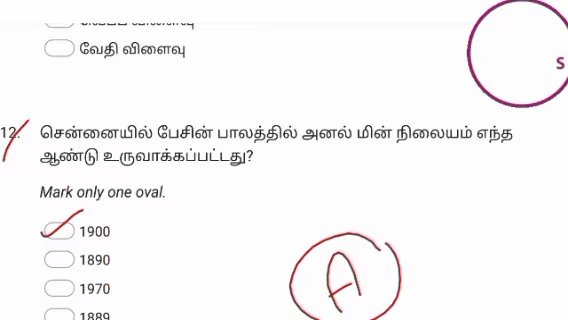 வேதி விளைவு
S
12. சென்னையில் பேசின் பாலத்தில் அனல் மின் நிலையம் எந்த
ஆண்டு உருவாக்கப்பட்டது?
Mark only one oval.
1900
1890
A
1970
1889